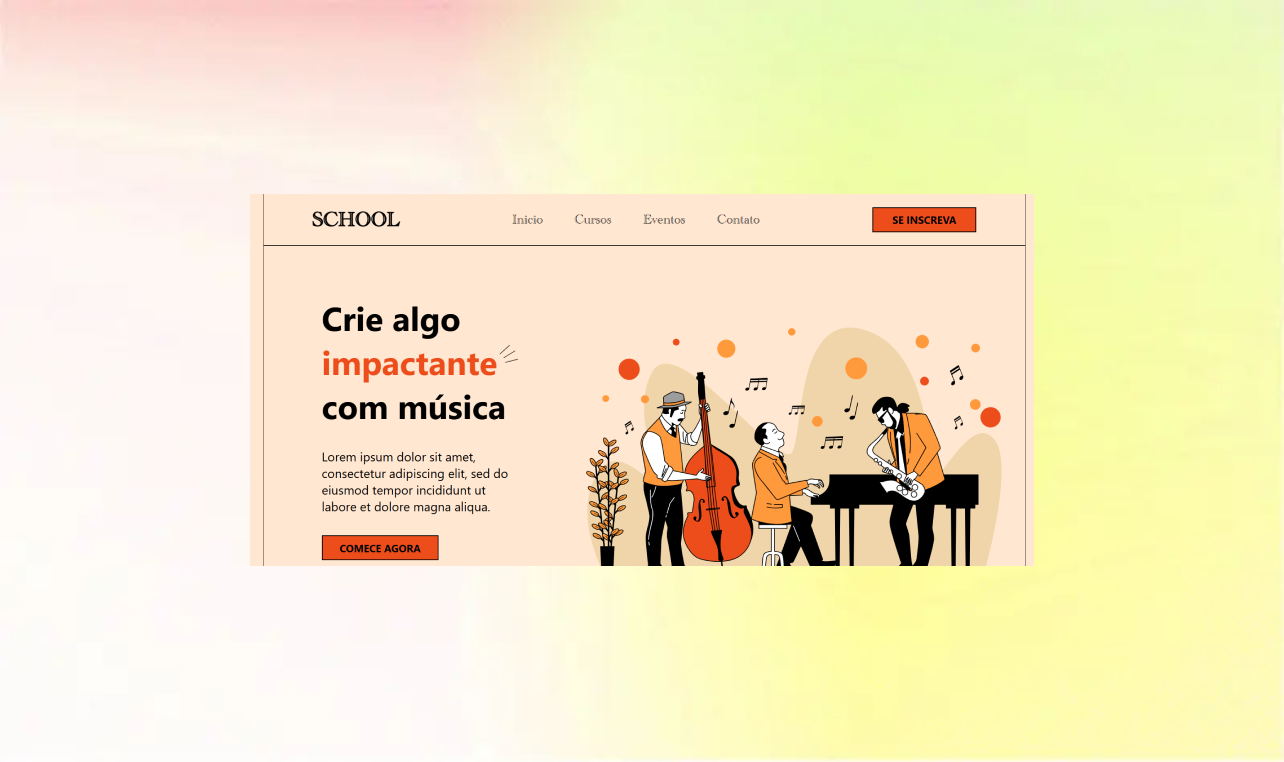 SCHOOL
Inicio
Cursos
Eventos
Contato
SE INSCREVA
Crie algo
impactante
com música
Lorem ipsum dolor sit amet,
consectetur adipiscing elit, sed do
eiusmod tempor incididunt ut
labore et dolore magna aliqua.
COMECE AGORA